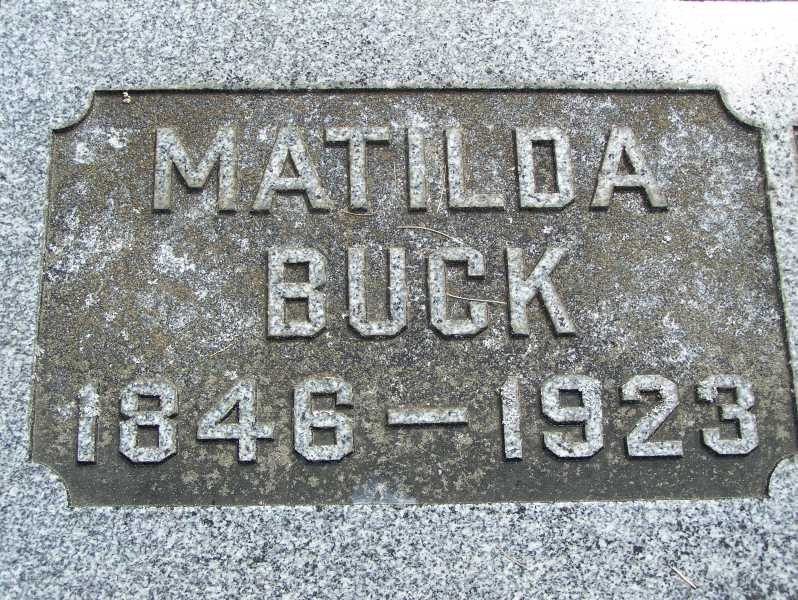 MATILDA
BUCK
1846 — 1923